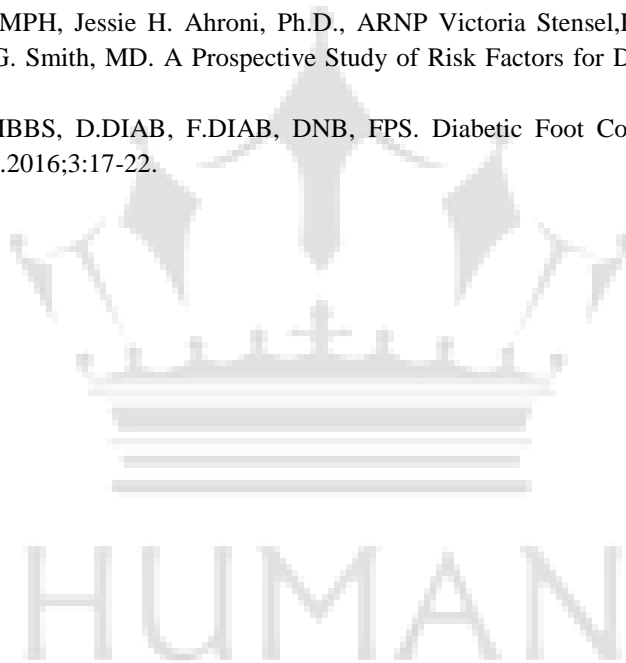 MPH, Jessie H. Ahroni, Ph.D., ARNP Victoria Stensel,
G. Smith, MD. A Prospective Study of Risk Factors for D
IBBS, D.DIAB, F.DIAB, DNB, FPS. Diabetic Foot Co
.2016;3:17-22.
HUMAN